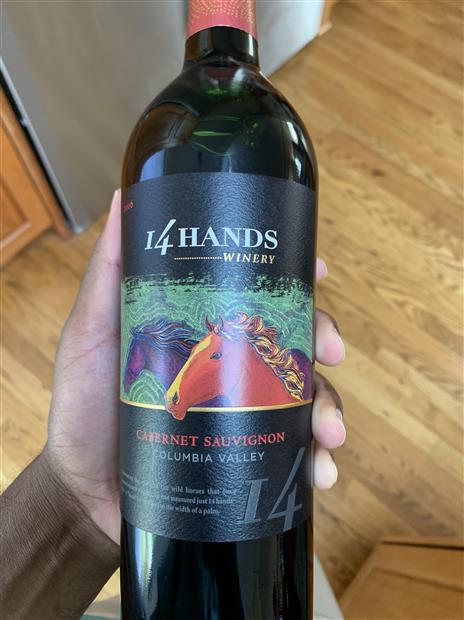 14 HANDS
WINERY
CABERNET SAUVIGNON
COLUMBIA VALLEY
wild horses that once
measured just 14 hands
the width of a palm.
14